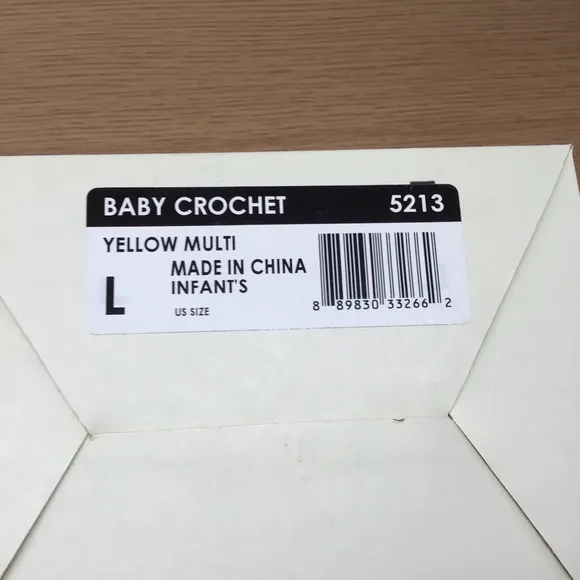 BABY CROCHET 5213
YELLOW MULTI
L MADE IN CHINA
INFANT'S
US SIZE
8 89830 33266 2